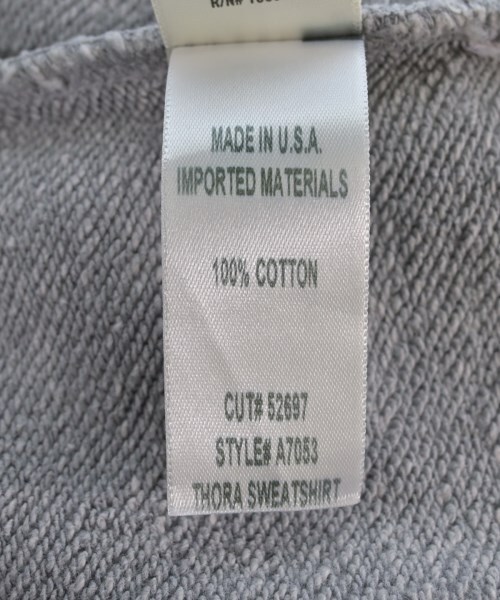 R/N#
MADE IN U.S.A.
IMPORTED MATERIALS
100% COTTON
CUT# 52697
STYLE# A7053
THORA SWEATSHIRT